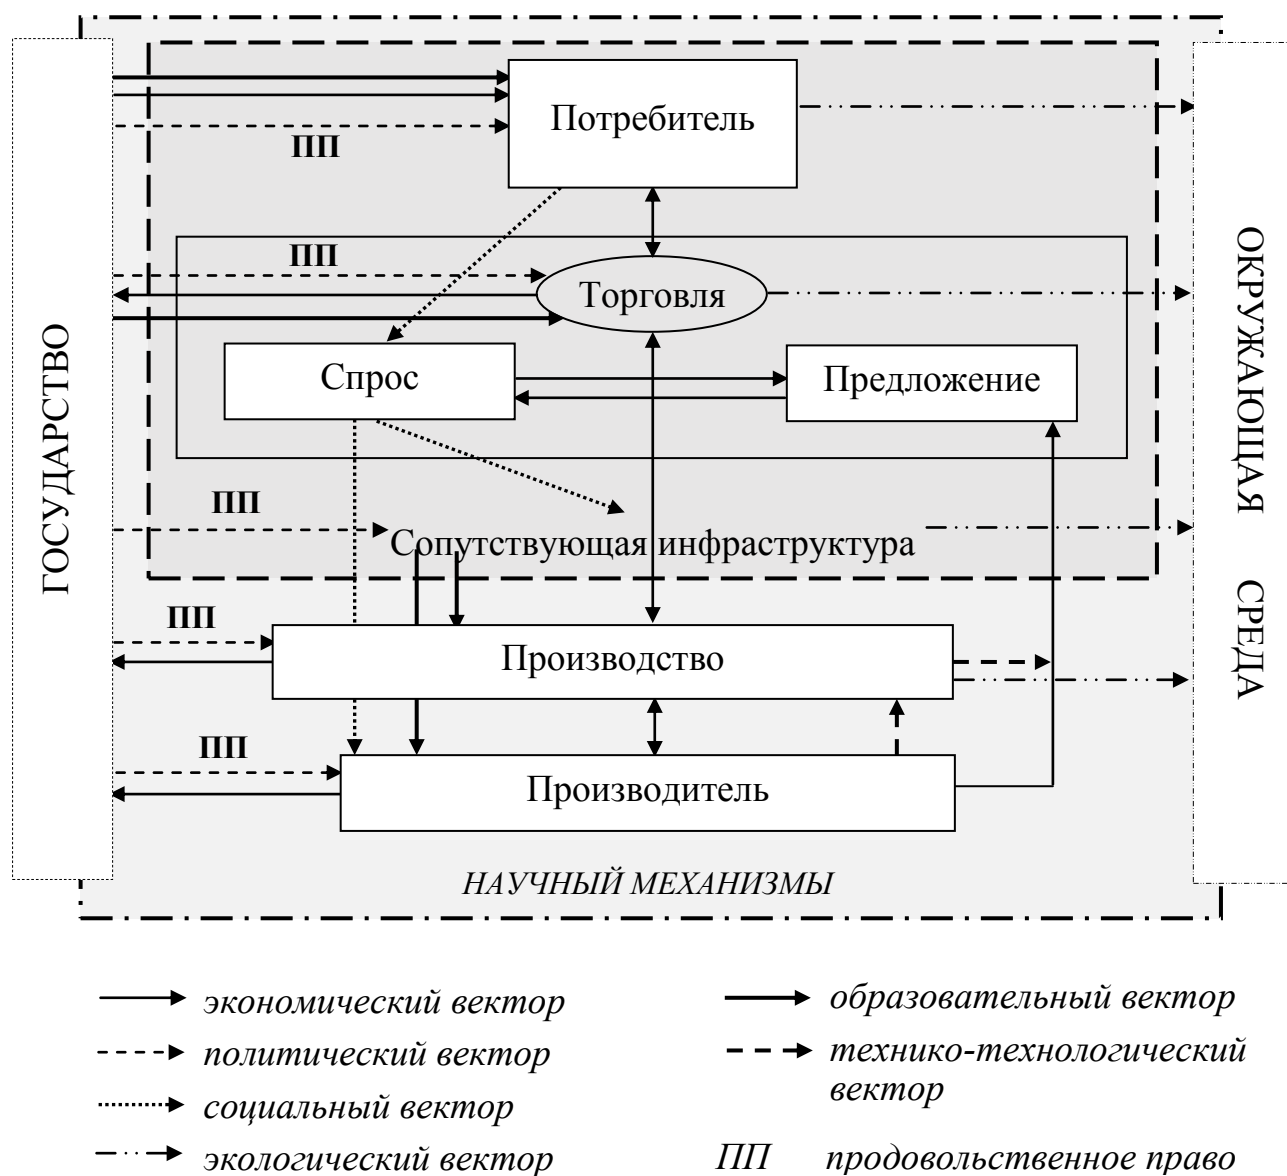 Потребитель
ПП
ПП
Торговля
Спрос
Предложение
ГОСУДАРСТВО
ОКРУЖАЮЩАЯ СРЕДА
ПП
Сопутствующая инфраструктура
ПП
Производство
ПП
Производитель
НАУЧНЫЙ МЕХАНИЗМЫ
экономический вектор
образовательный вектор
политический вектор
технико-технологический
вектор
социальный вектор
экологический вектор
ПП продовольственное право